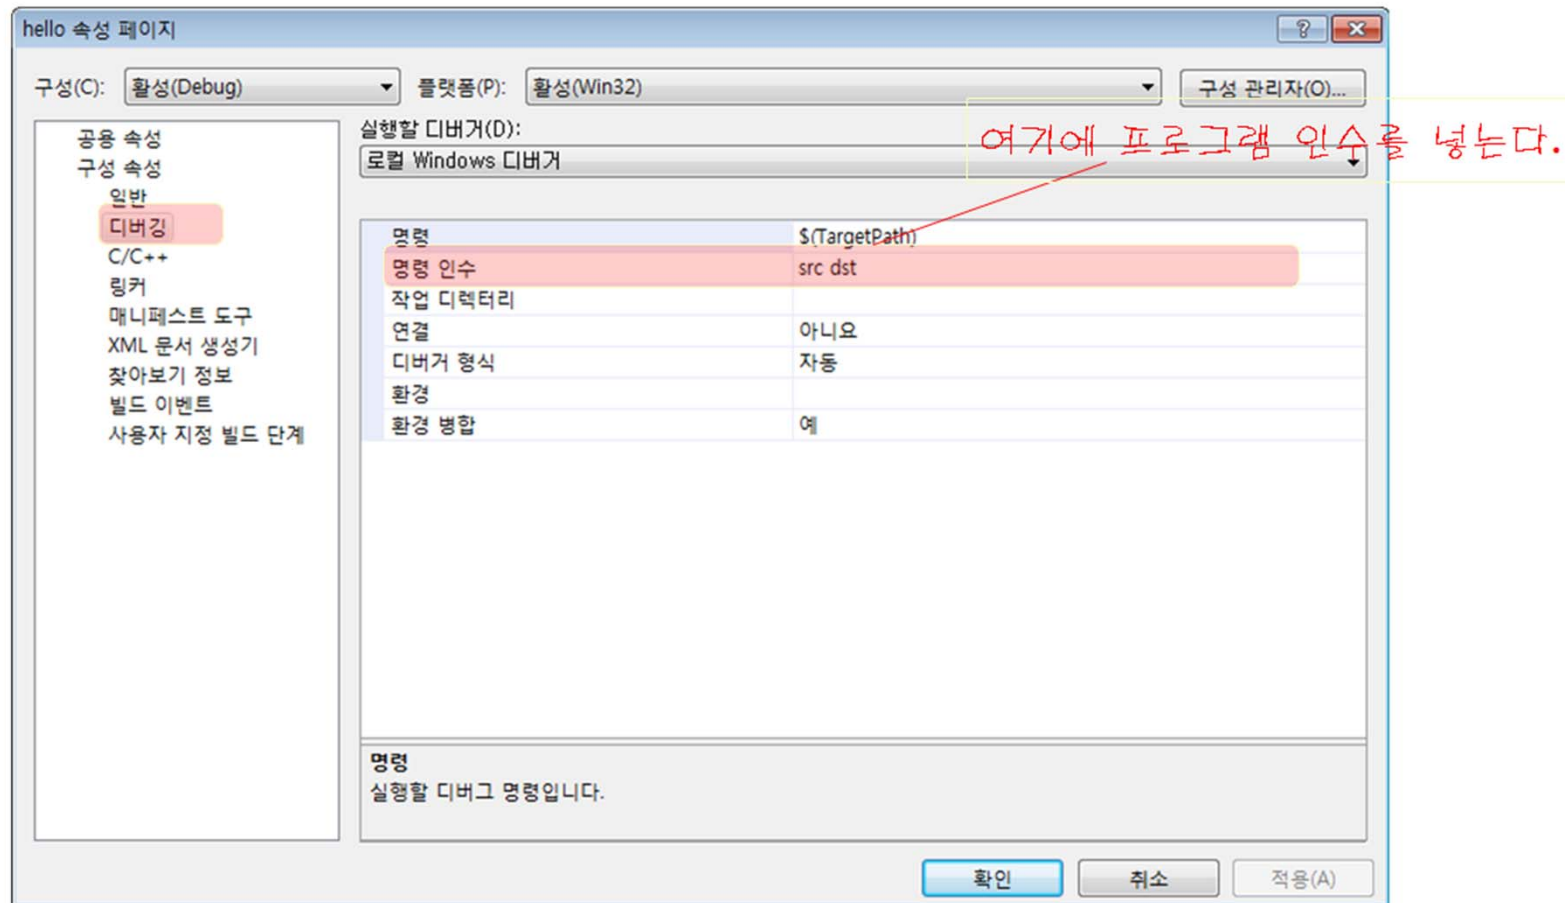 hello 속성 페이지
구성(C): 활성(Debug) 플랫폼(P): 활성(Win32) 구성 관리자(O)...
여기에 프로그램 인수를 넣는다.
공용 속성
구성 속성
일반
디버깅
C/C++
링커
매니페스트 도구
XML 문서 생성기
찾아보기 정보
빌드 이벤트
사용자 지정 빌드 단계
실행할 디버거(D):
로컬 Windows 디버거
명령 $(TargetPath)
명령 인수 src dst
작업 디렉터리
연결 아니요
디버거 형식 자동
환경
환경 병합 예
명령
실행할 디버그 명령입니다.
확인 취소 적용(A)